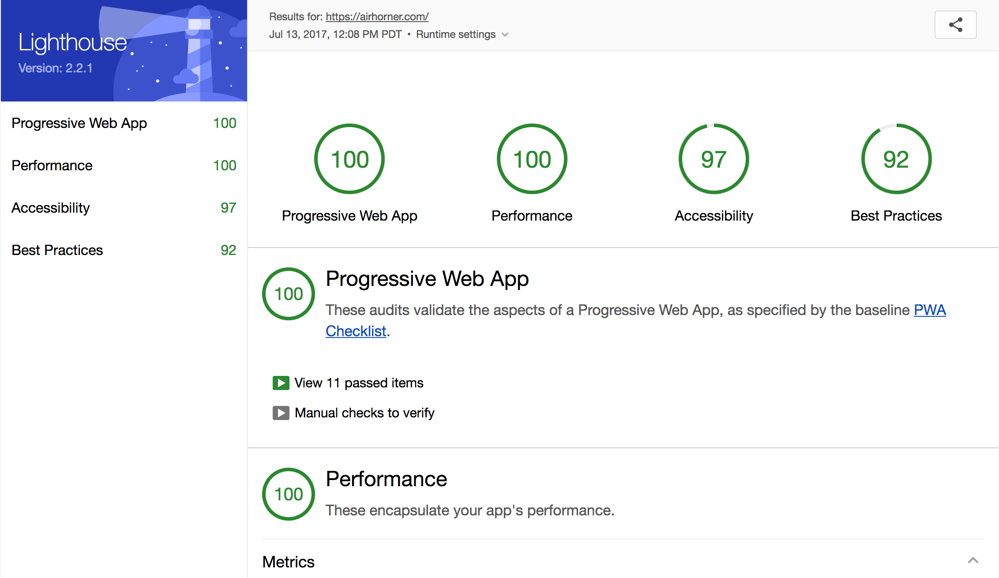 Lighthouse
Version: 2.2.1
Progressive Web App 100
Performance 100
Accessibility 97
Best Practices 92
Results for: https://airhorner.com/
Jul 13, 2017, 12:08 PM PDT • Runtime settings
100 100 97 92
Progressive Web App Performance Accessibility Best Practices
100
Progressive Web App
These audits validate the aspects of a Progressive Web App, as specified by the baseline PWA
Checklist.
View 11 passed items
Manual checks to verify
100
Performance
These encapsulate your app's performance.
Metrics